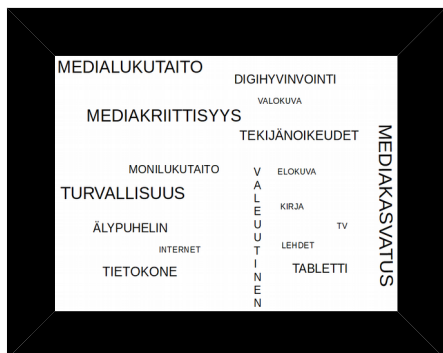 MEDIALUKUTAITO
DIGIHYVINVOINTI
VALOKUVA
MEDIAKRIITTISYYS
TEKIJÄNOIKEUDET
MEDIAKASVATUS
MONILUKUTAITO
VALEUUTINEN
ELOKUVA
TURVALLISUUS
KIRJA
ÄLYPUHELIN
TV
INTERNET
LEHDET
TIETOKONE
TABLETTI